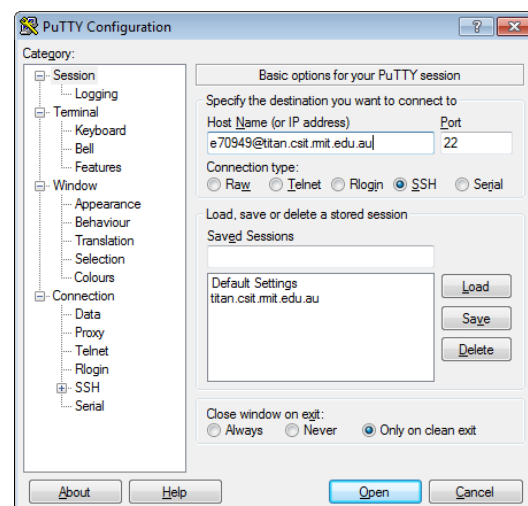 PuTTY Configuration
Category:
Session
Logging
Terminal
Keyboard
Bell
Features
Window
Appearance
Behaviour
Translation
Selection
Colours
Connection
Data
Proxy
Telnet
Rlogin
SSH
Serial
Basic options for your PuTTY session
Specify the destination you want to connect to
Host Name (or IP address) Port
e70949@titan.csit.rmit.edu.au 22
Connection type:
Raw Telnet Rlogin SSH Serial
Load, save or delete a stored session
Saved Sessions
Default Settings
titan.csit.rmit.edu.au
Load
Save
Delete
Close window on exit:
Always Never Only on clean exit
About Help Open Cancel